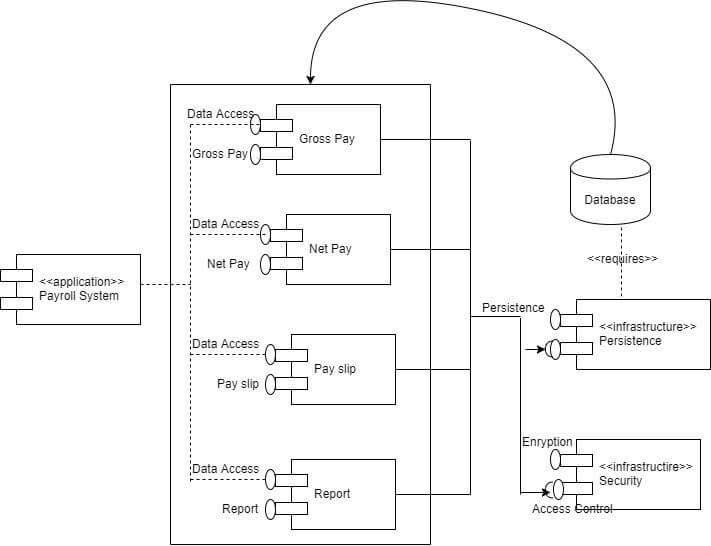 Data Access
Gross Pay
Gross Pay
Database
Data Access
Net Pay
Net Pay
<<requires>>
<<application>>
Payroll System
Persistence
<<infrastructure>>
Persistence
Data Access
Pay slip
Pay slip
Enryption
<<infrastructire>>
Security
Access Control
Data Access
Report
Report